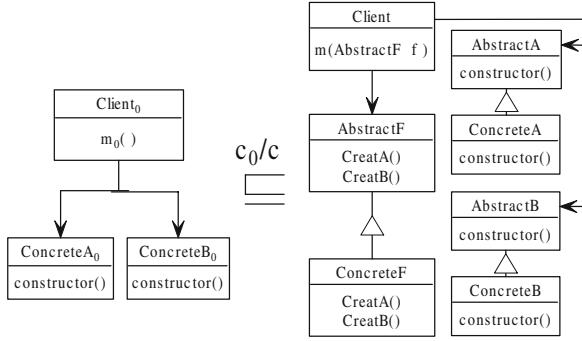 Client₀
m₀( )
ConcreteA₀
constructor()
ConcreteB₀
constructor()
c₀/c
⊑
Client
m(AbstractF f )
AbstractF
CreatA()
CreatB()
ConcreteF
CreatA()
CreatB()
AbstractA
constructor()
ConcreteA
constructor()
AbstractB
constructor()
ConcreteB
constructor()